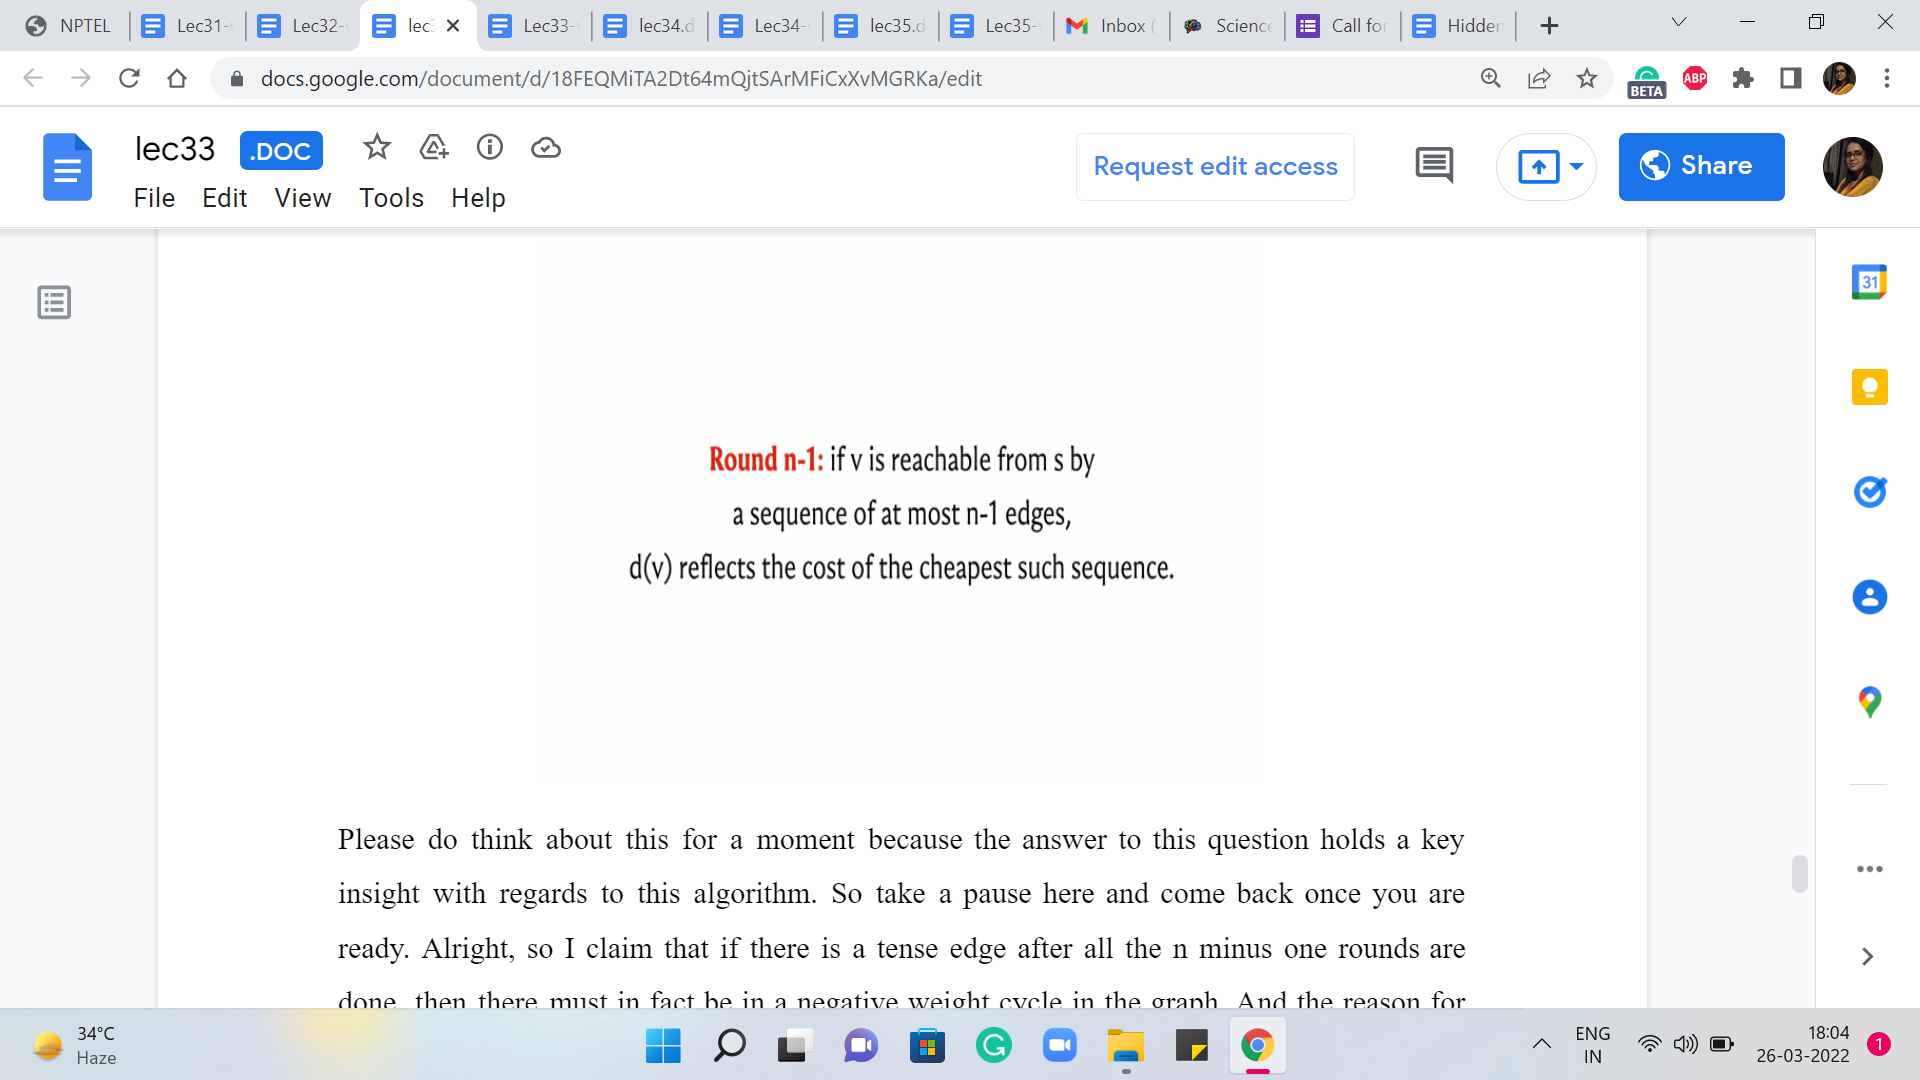 NPTEL Lec31- Lec32- lec Lec33- lec34.d Lec34- lec35.d Lec35- Inbox ( Science Call for Hidden
docs.google.com/document/d/18FEQMiTA2Dt64mQjtSArMFiCxXvMGRKa/edit
ABP
BETA
lec33 .DOC
File Edit View Tools Help
Request edit access
Share
31
Round n-1: if v is reachable from s by
a sequence of at most n-1 edges,
d(v) reflects the cost of the cheapest such sequence.
Please do think about this for a moment because the answer to this question holds a key
insight with regards to this algorithm. So take a pause here and come back once you are
ready. Alright, so I claim that if there is a tense edge after all the n minus one rounds are
done, then there must in fact be in a negative weight cycle in the graph. And the reason for
34°C
Haze
ENG
IN
18:04
26-03-2022
1